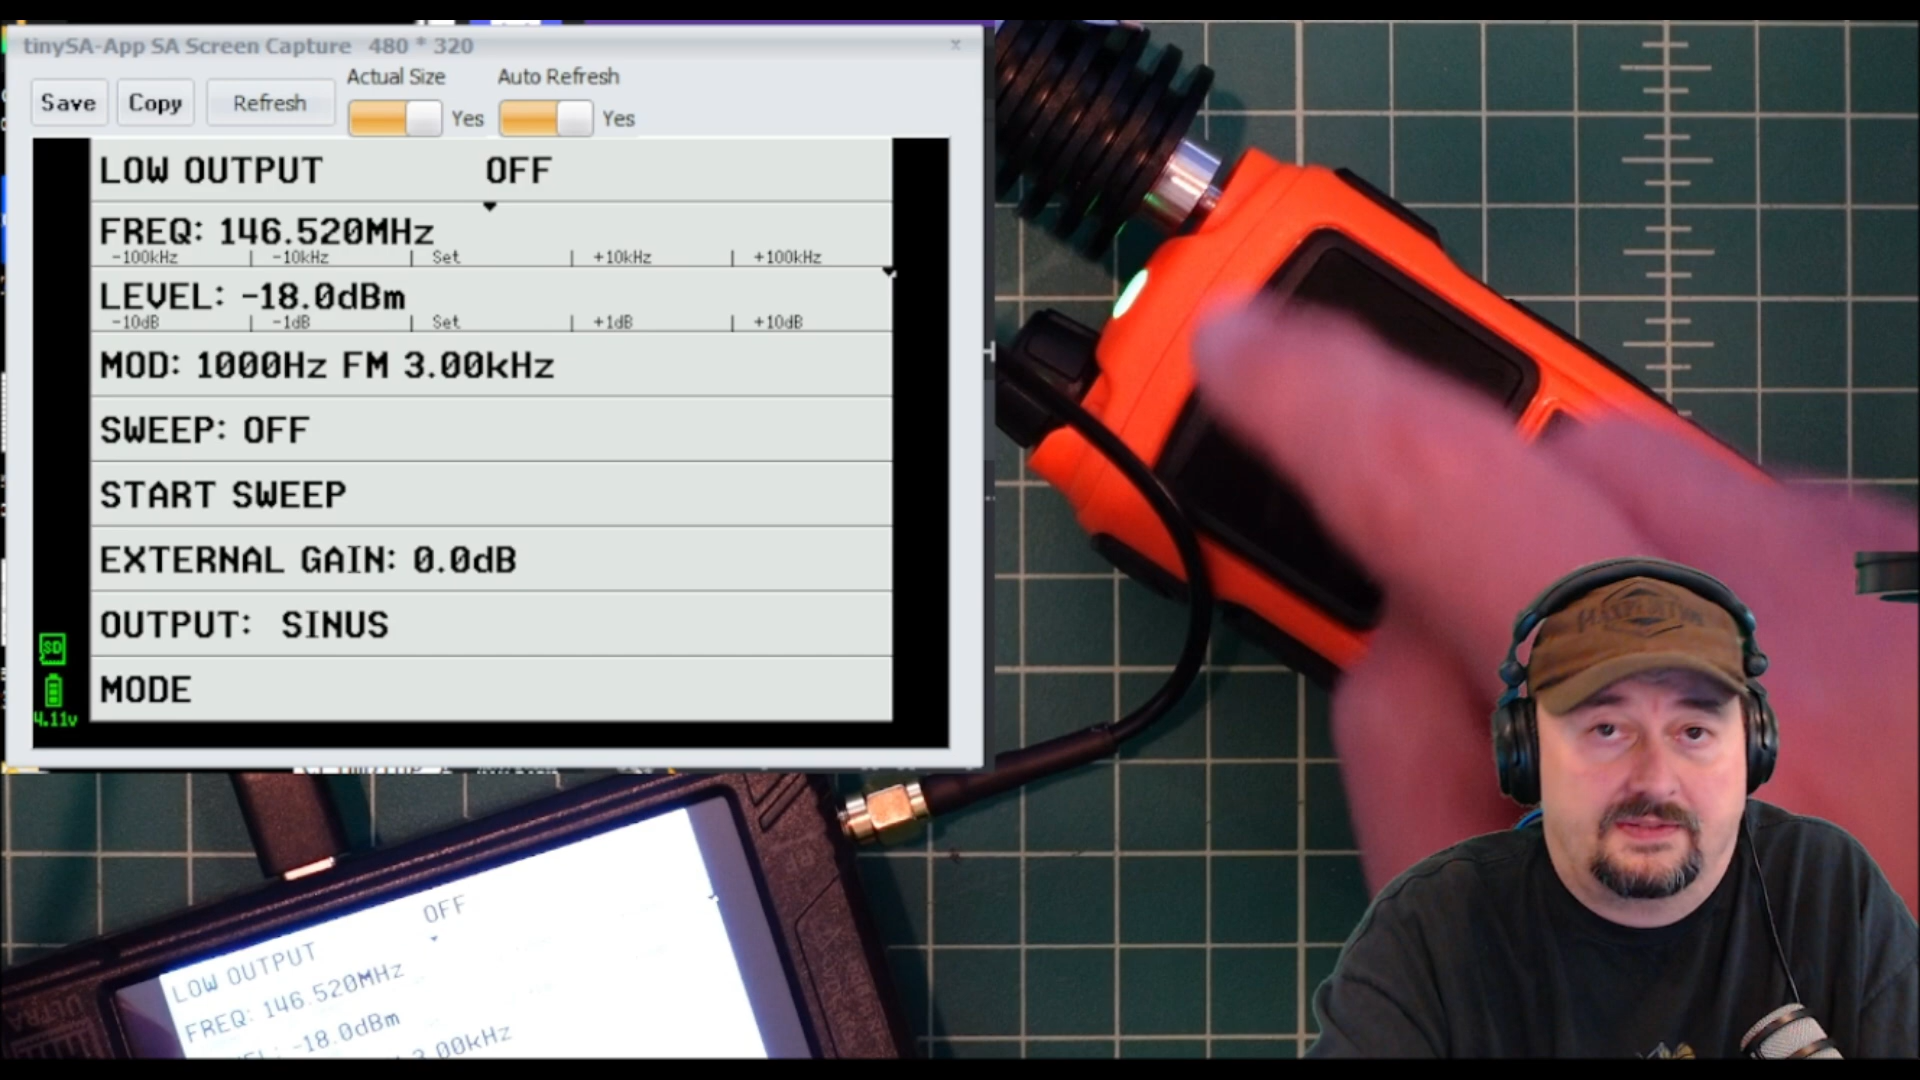 tinySA-App SA Screen Capture 480 * 320
Save Copy Refresh Actual Size Yes Auto Refresh Yes
LOW OUTPUT OFF
FREQ: 146.520MHz
-100kHz | -10kHz | Set | +10kHz | +100kHz
LEVEL: -18.0dBm
-10dB | -1dB | Set | +1dB | +10dB
MOD: 1000Hz FM 3.00kHz
SWEEP: OFF
START SWEEP
EXTERNAL GAIN: 0.0dB
OUTPUT: SINUS
MODE
SD
4.11v
LOW OUTPUT OFF
FREQ: 146.520MHz
-18.0dBm
3.00kHz
ULTRA